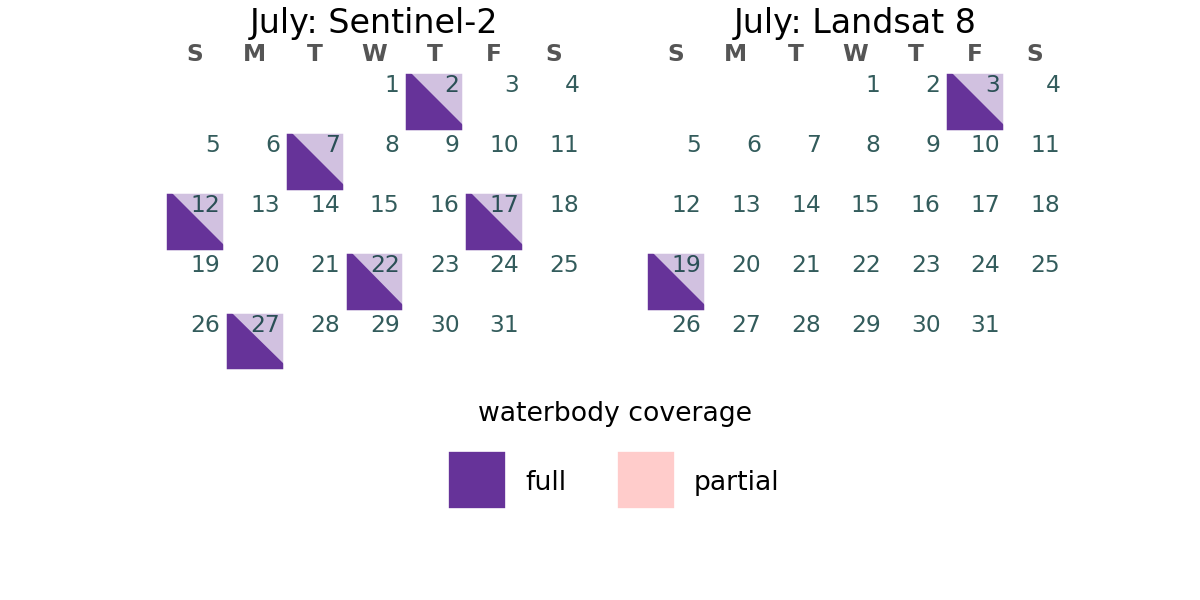 July: Sentinel-2
S M T W T F S
1 2 3 4
5 6 7 8 9 10 11
12 13 14 15 16 17 18
19 20 21 22 23 24 25
26 27 28 29 30 31
July: Landsat 8
S M T W T F S
1 2 3 4
5 6 7 8 9 10 11
12 13 14 15 16 17 18
19 20 21 22 23 24 25
26 27 28 29 30 31
waterbody coverage
full partial